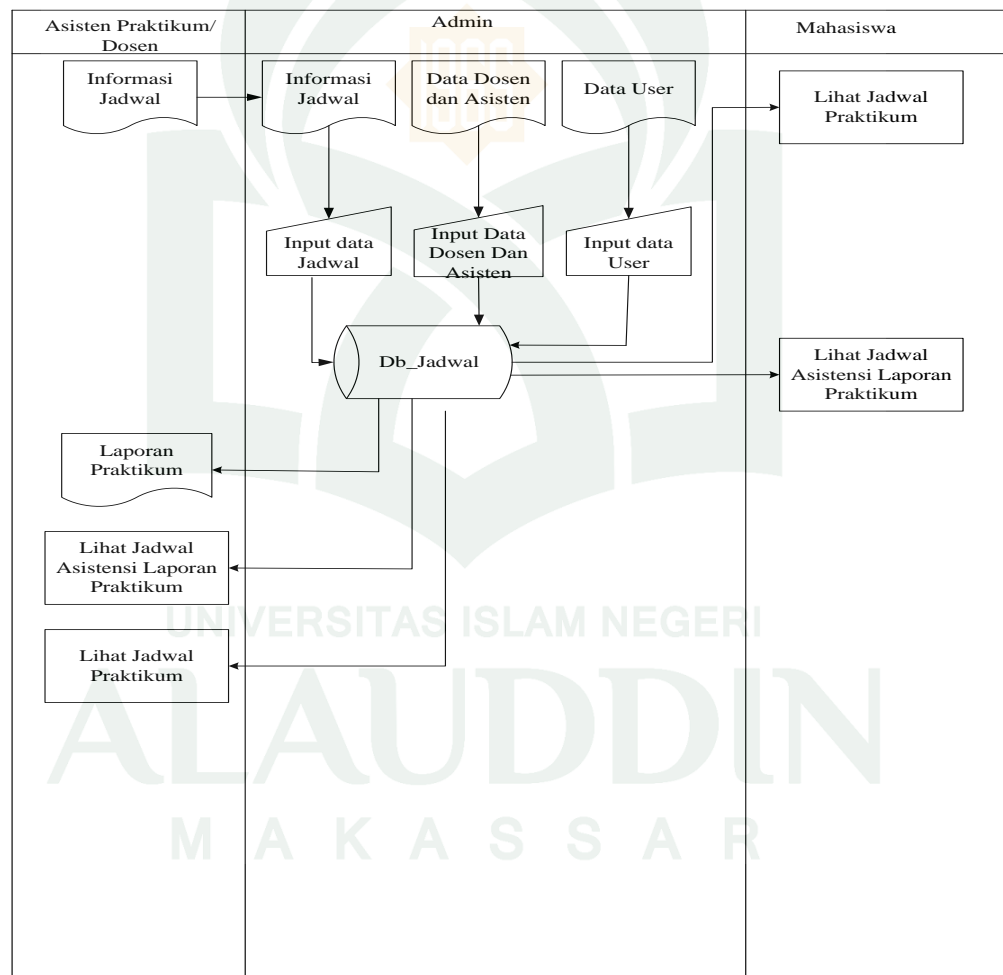 Asisten Praktikum/
Dosen
Admin
Mahasiswa
Informasi
Jadwal
Informasi
Jadwal
Data Dosen
dan Asisten
Data User
Lihat Jadwal
Praktikum
Input data
Jadwal
Input Data
Dosen Dan
Asisten
Input data
User
Db_Jadwal
Lihat Jadwal
Asistensi Laporan
Praktikum
Laporan
Praktikum
Lihat Jadwal
Asistensi Laporan
Praktikum
Lihat Jadwal
Praktikum
UNIVERSITAS ISLAM NEGERI
ALAUDDIN
MAKASSAR